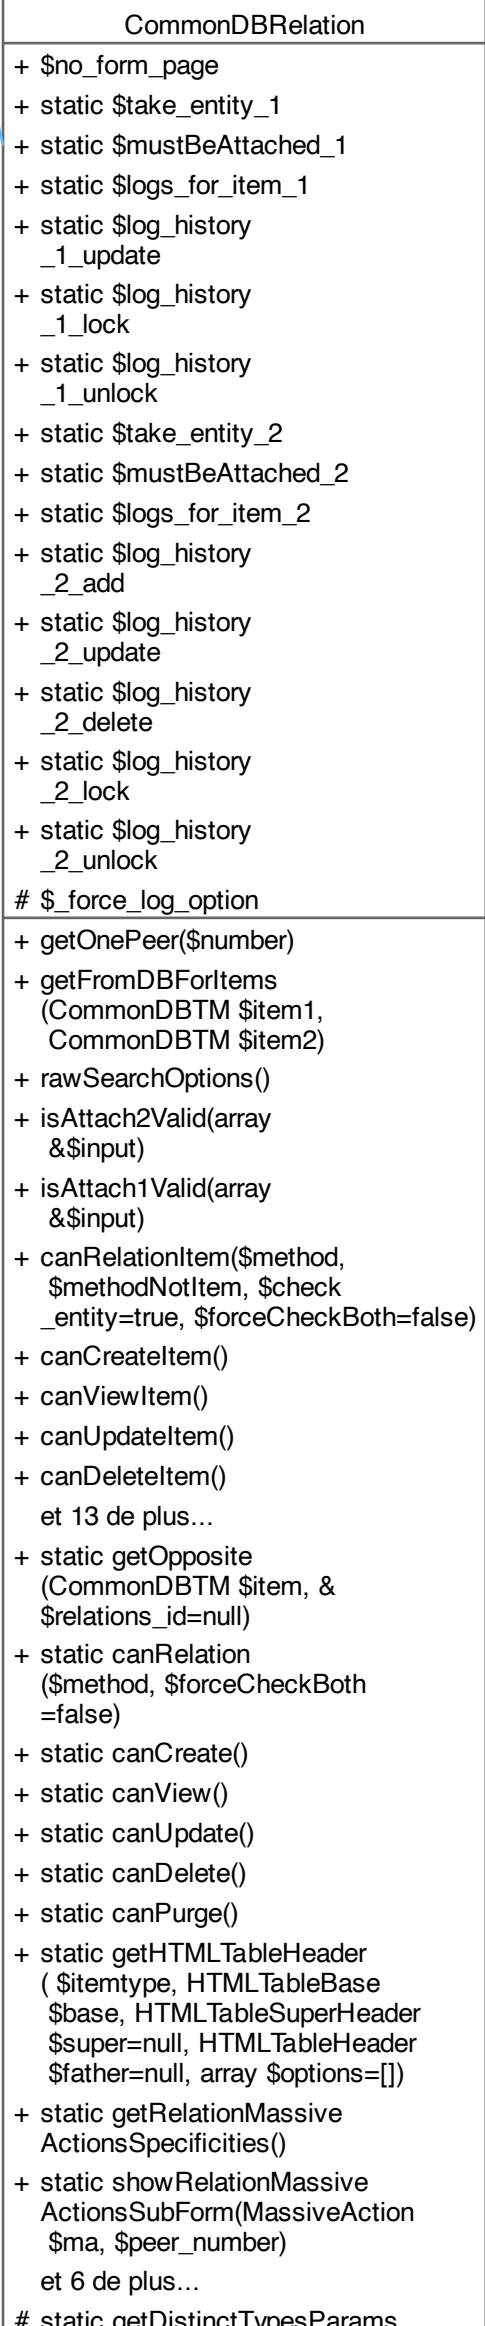 CommonDBRelation
+ $no_form_page
+ static $take_entity_1
+ static $mustBeAttached_1
+ static $logs_for_item_1
+ static $log_history
_1_update
+ static $log_history
_1_lock
+ static $log_history
_1_unlock
+ static $take_entity_2
+ static $mustBeAttached_2
+ static $logs_for_item_2
+ static $log_history
_2_add
+ static $log_history
_2_update
+ static $log_history
_2_delete
+ static $log_history
_2_lock
+ static $log_history
_2_unlock
# $_force_log_option
+ getOnePeer($number)
+ getFromDBForItems
(CommonDBTM $item1,
CommonDBTM $item2)
+ rawSearchOptions()
+ isAttach2Valid(array
&$input)
+ isAttach1Valid(array
&$input)
+ canRelationItem($method,
$methodNotItem, $check
_entity=true, $forceCheckBoth=false)
+ canCreateItem()
+ canViewItem()
+ canUpdateItem()
+ canDeleteItem()
et 13 de plus...
+ static getOpposite
(CommonDBTM $item, &
$relations_id=null)
+ static canRelation
($method, $forceCheckBoth
=false)
+ static canCreate()
+ static canView()
+ static canUpdate()
+ static canDelete()
+ static canPurge()
+ static getHTMLTableHeader
( $itemtype, HTMLTableBase
$base, HTMLTableSuperHeader
$super=null, HTMLTableHeader
$father=null, array $options=[])
+ static getRelationMassive
ActionsSpecificities()
+ static showRelationMassive
ActionsSubForm(MassiveAction
$ma, $peer_number)
et 6 de plus...
# static getDistinctTypesParams